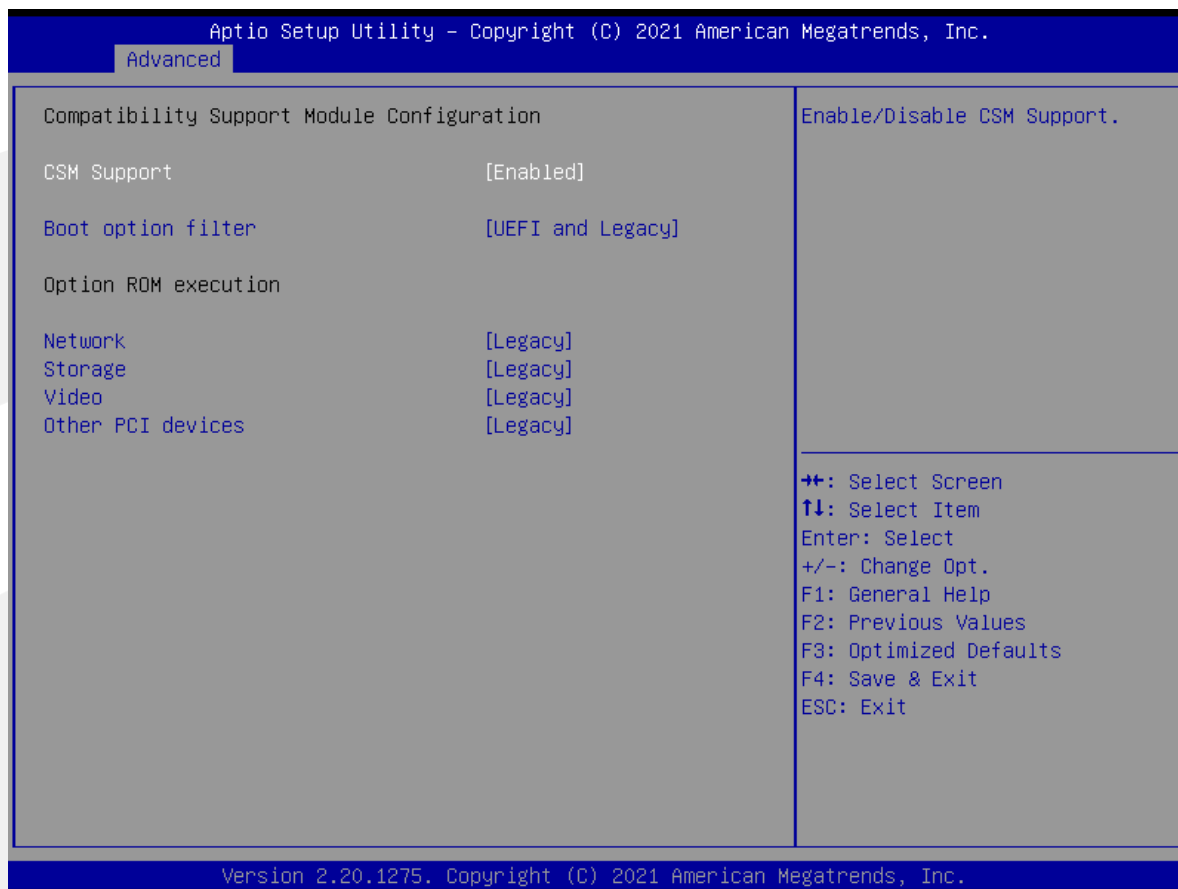 Aptio Setup Utility – Copyright (C) 2021 American Megatrends, Inc.
Advanced
Compatibility Support Module Configuration
CSM Support [Enabled]
Boot option filter [UEFI and Legacy]
Option ROM execution
Network [Legacy]
Storage [Legacy]
Video [Legacy]
Other PCI devices [Legacy]
Enable/Disable CSM Support.
→←: Select Screen
↑↓: Select Item
Enter: Select
+/-: Change Opt.
F1: General Help
F2: Previous Values
F3: Optimized Defaults
F4: Save & Exit
ESC: Exit
Version 2.20.1275. Copyright (C) 2021 American Megatrends, Inc.